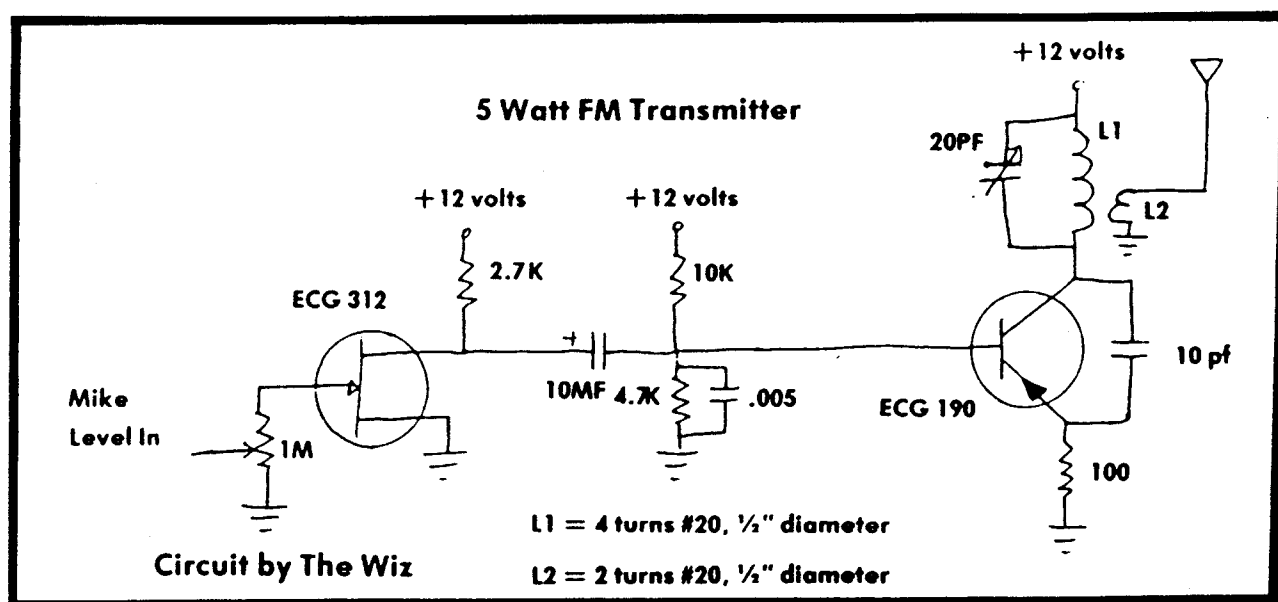 +12 volts
5 Watt FM Transmitter
20PF
L1
L2
+12 volts
+12 volts
2.7K
10K
ECG 312
+
10MF
4.7K
.005
ECG 190
10 pf
Mike
Level In
1M
100
L1 = 4 turns #20, ½" diameter
Circuit by The Wiz
L2 = 2 turns #20, ½" diameter